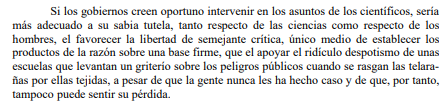 Si los gobiernos creen oportuno intervenir en los asuntos de los científicos, sería
más adecuado a su sabia tutela, tanto respecto de las ciencias como respecto de los
hombres, el favorecer la libertad de semejante crítica, único medio de establecer los
productos de la razón sobre una base firme, que el apoyar el ridículo despotismo de unas
escuelas que levantan un griterio sobre los peligros públicos cuando se rasgan las telara-
ñas por ellas tejidas, a pesar de que la gente nunca les ha hecho caso y de que, por tanto,
tampoco puede sentir su pérdida.